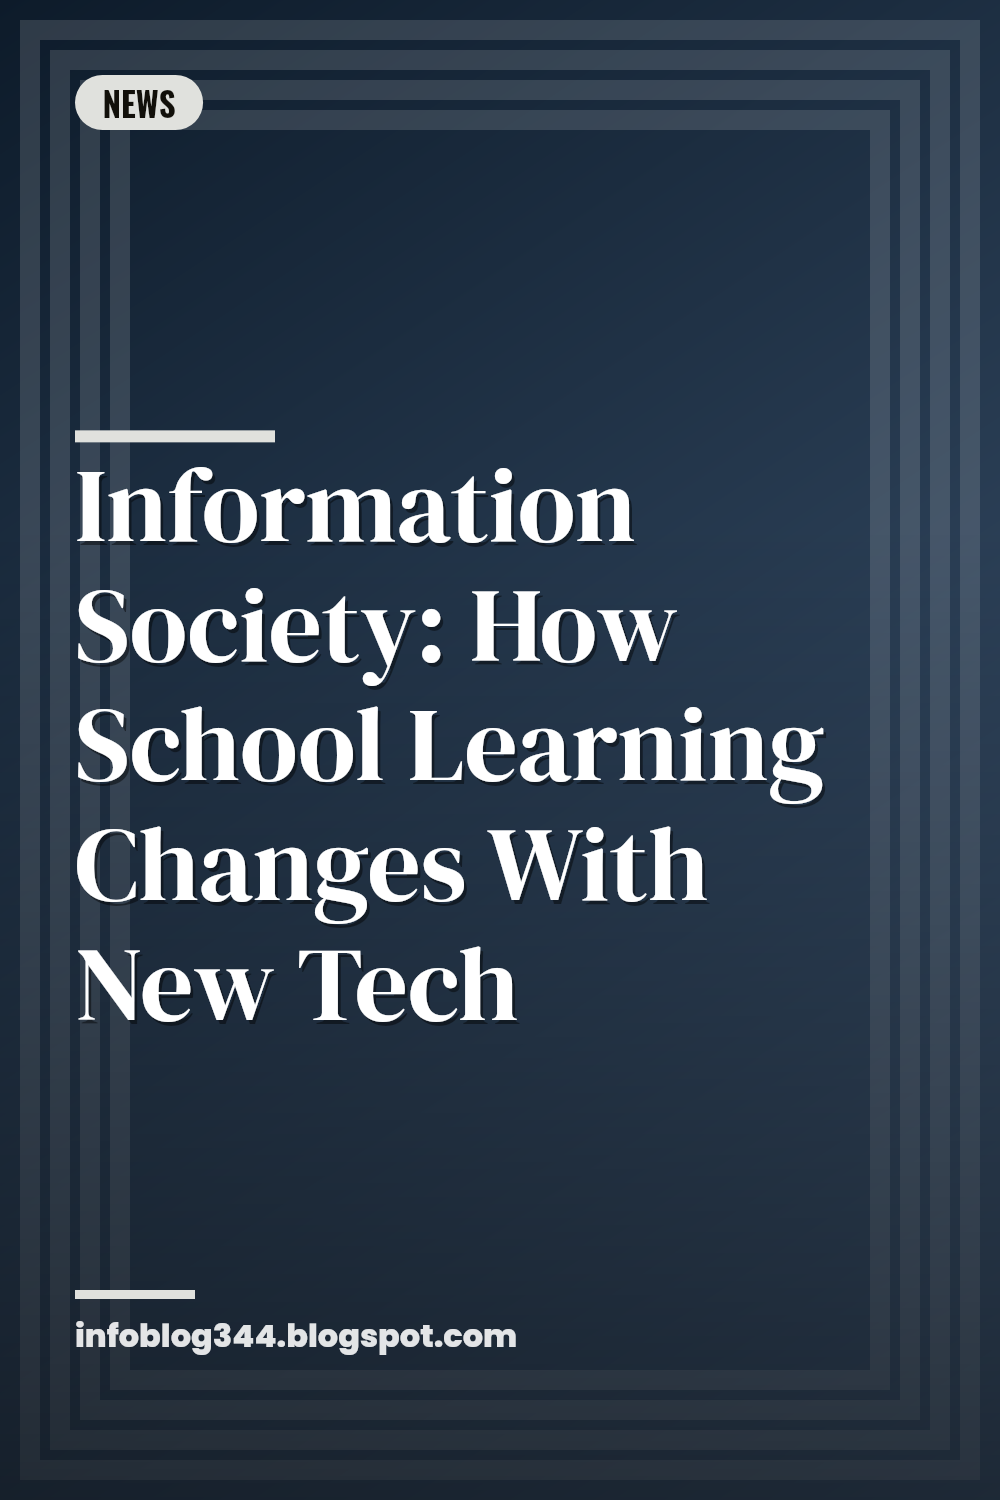 NEWS
Information
Society: How
School Learning
Changes With
New Tech
infoblog344.blogspot.com